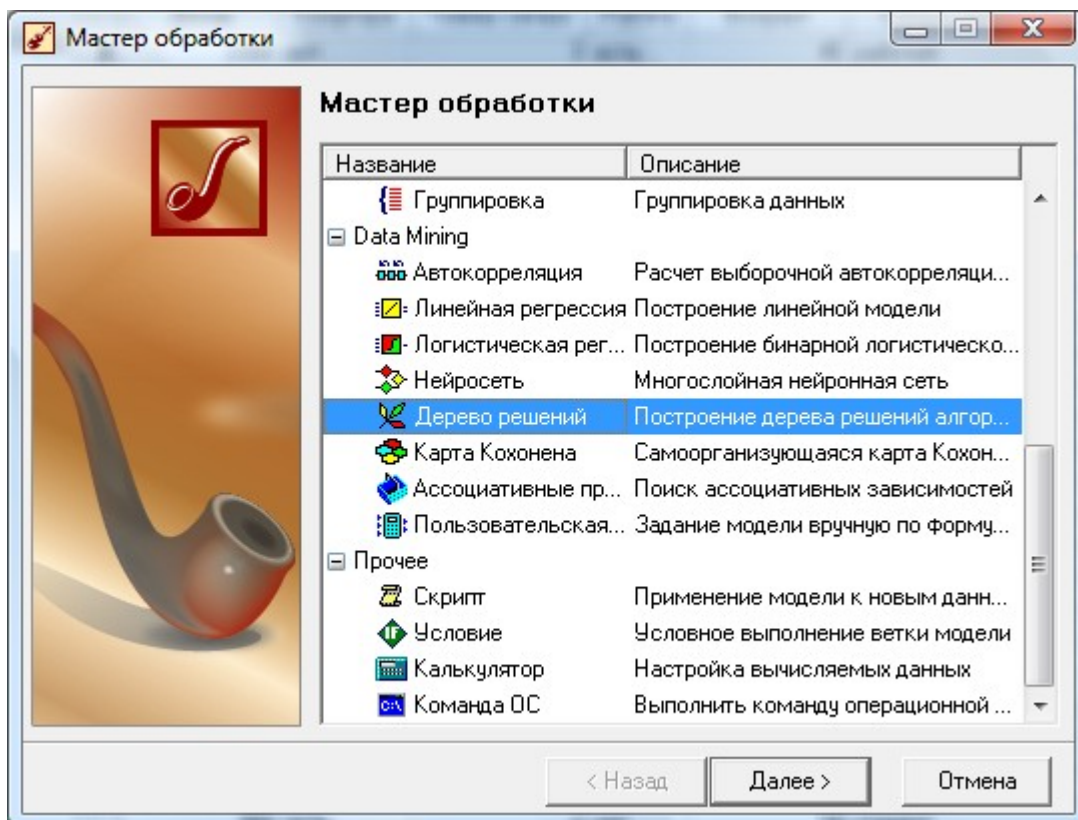 Мастер обработки
Мастер обработки
Название Описание
Группировка Группировка данных
Data Mining
Автокорреляция Расчет выборочной автокорреляци...
Линейная регрессия Построение линейной модели
Логистическая рег... Построение бинарной логистическо...
Нейросеть Многослойная нейронная сеть
Дерево решений Построение дерева решений алгор...
Карта Кохонена Самоорганизующаяся карта Кохон...
Ассоциативные пр... Поиск ассоциативных зависимостей
Пользовательская... Задание модели вручную по форму...
Прочее
Скрипт Применение модели к новым данн...
IF Условие Условное выполнение ветки модели
Калькулятор Настройка вычисляемых данных
C:\ Команда ОС Выполнить команду операционной ...
< Назад Далее > Отмена